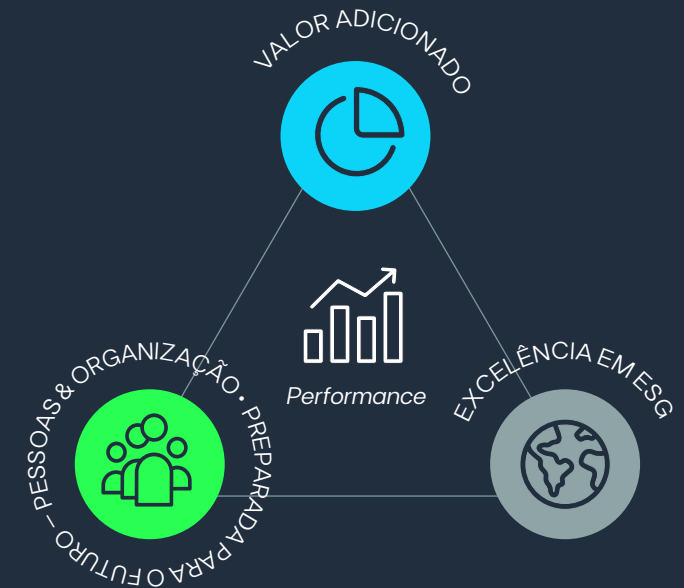 VALOR ADICIONADO
Performance
PESSOAS & ORGANIZAÇÃO • PREPARADA PARA O FUTURO –
EXCELÊNCIA EM ESG